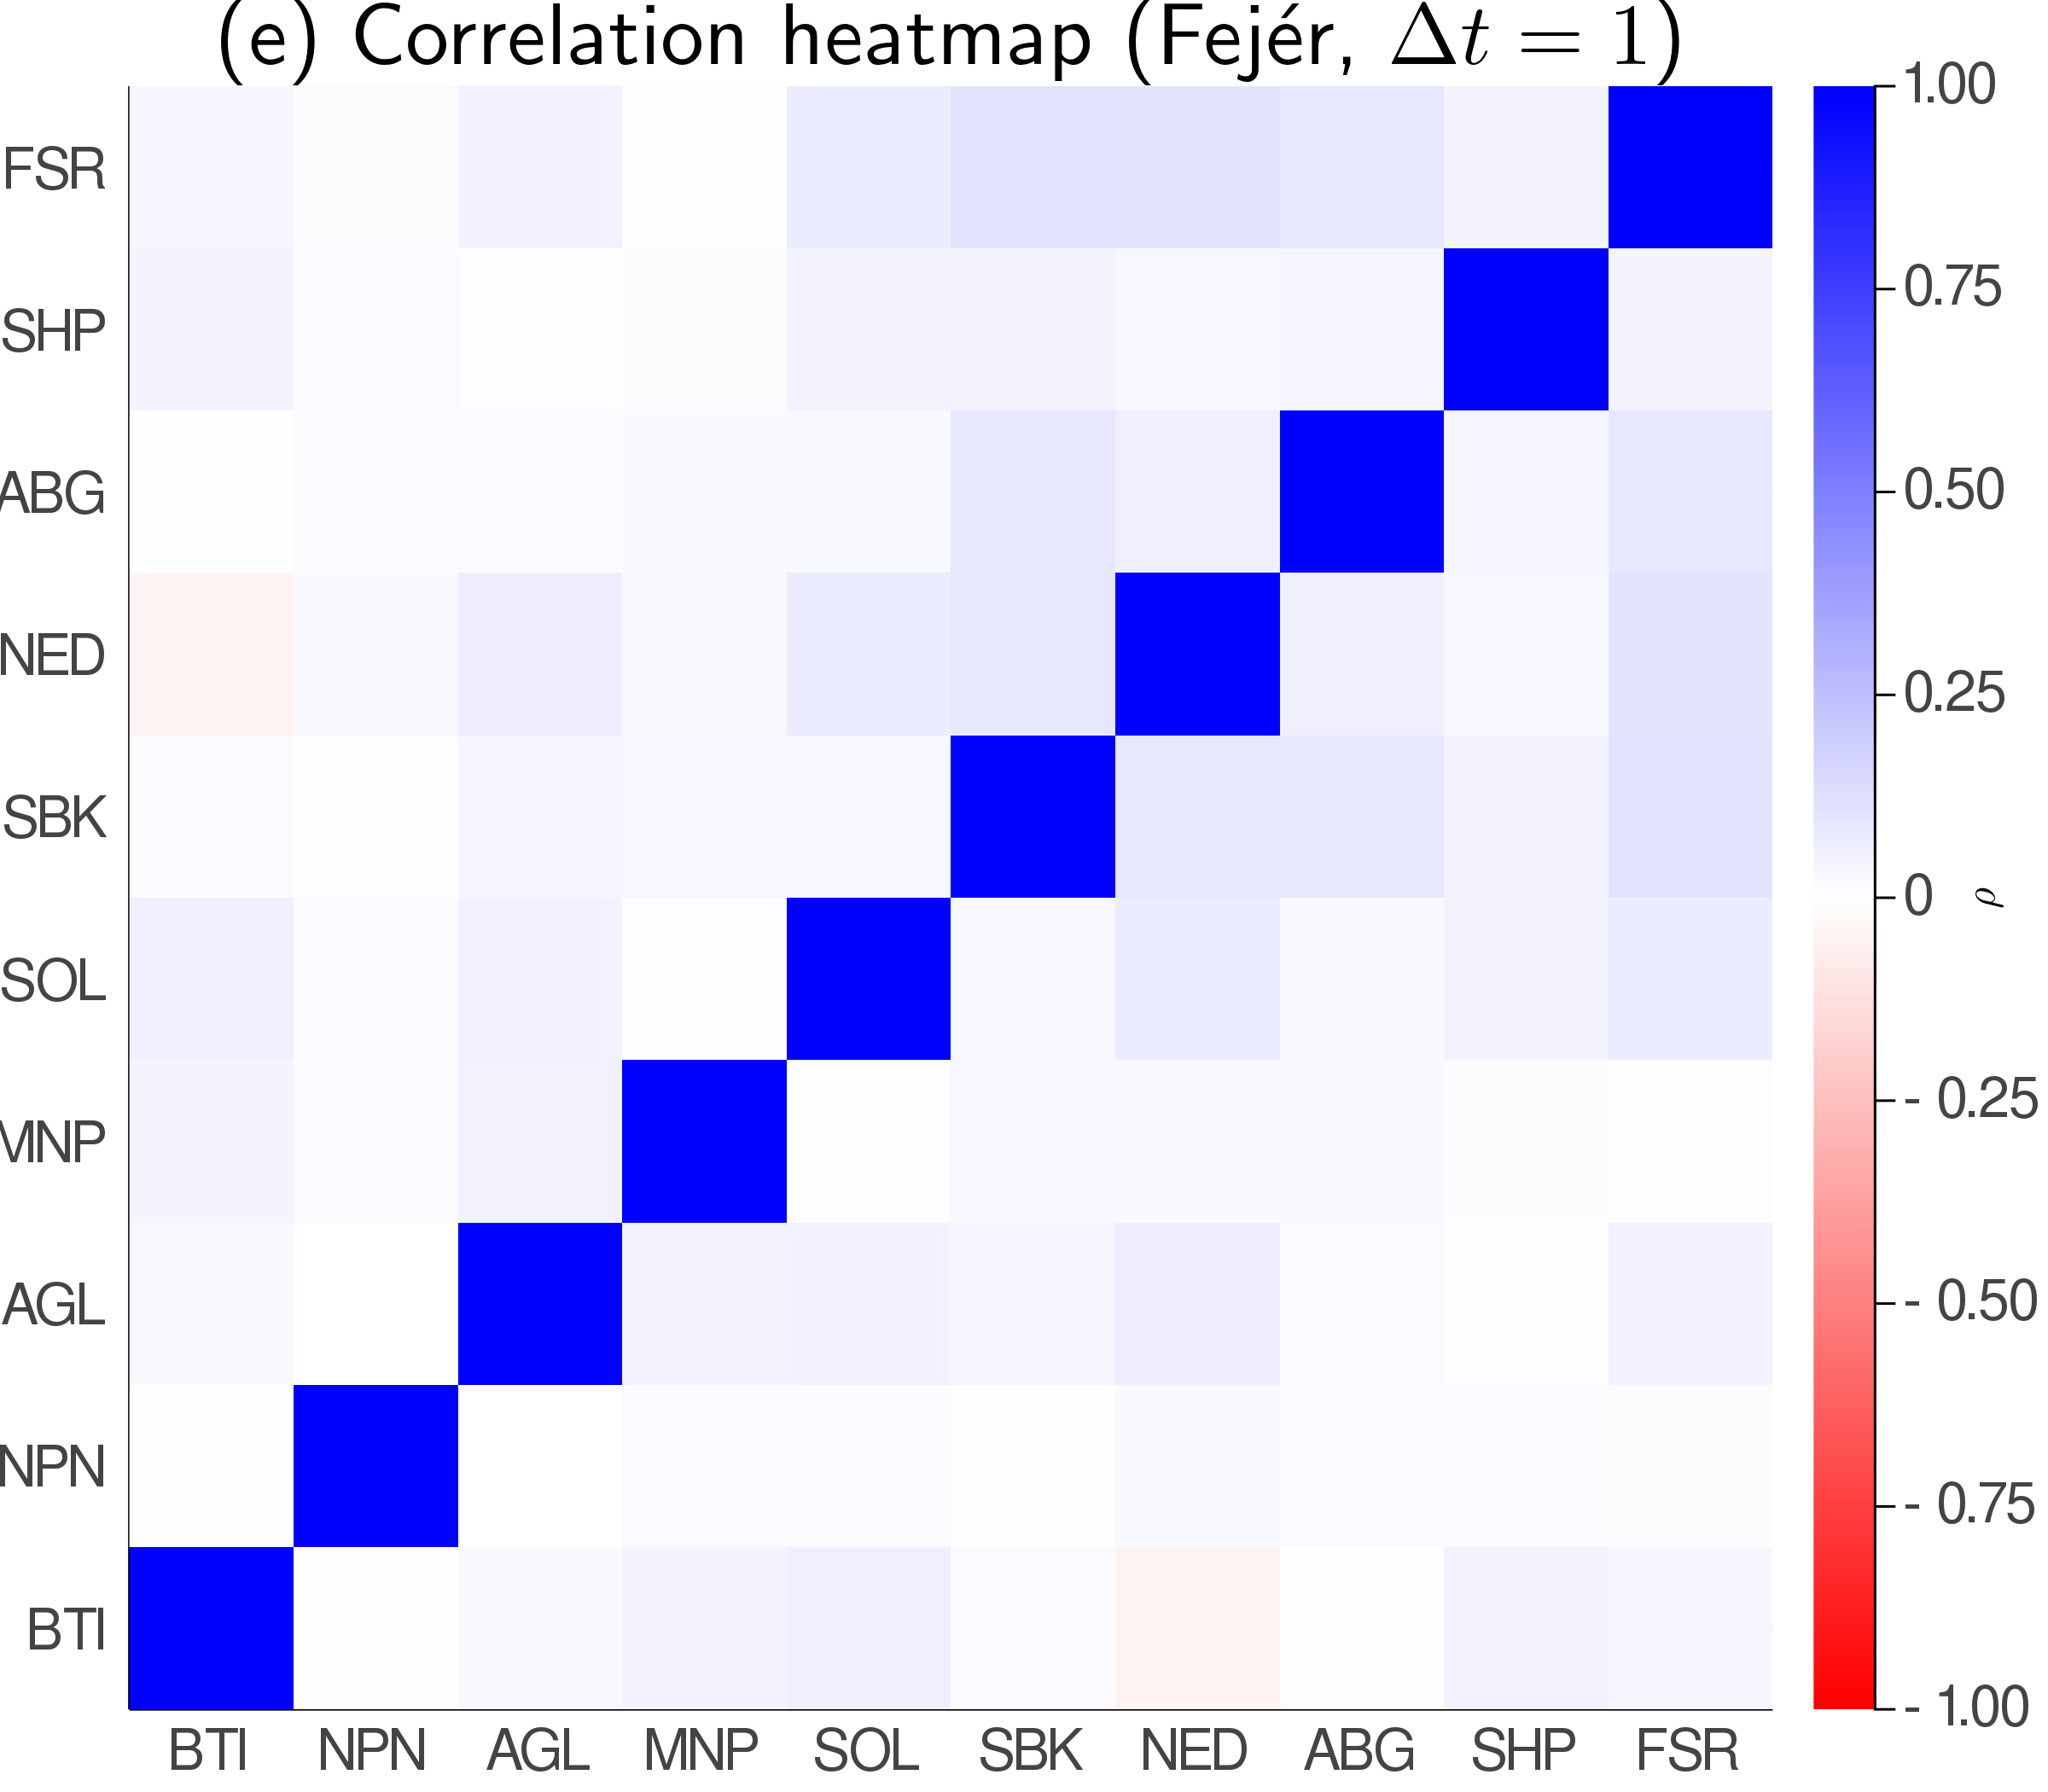 (e) Correlation heatmap (Fejér, Δt = 1)
FSR
SHP
ABG
NED
SBK
SOL
MNP
AGL
NPN
BTI
BTI NPN AGL MNP SOL SBK NED ABG SHP FSR
1.00
0.75
0.50
0.25
0
- 0.25
- 0.50
- 0.75
- 1.00
ρ